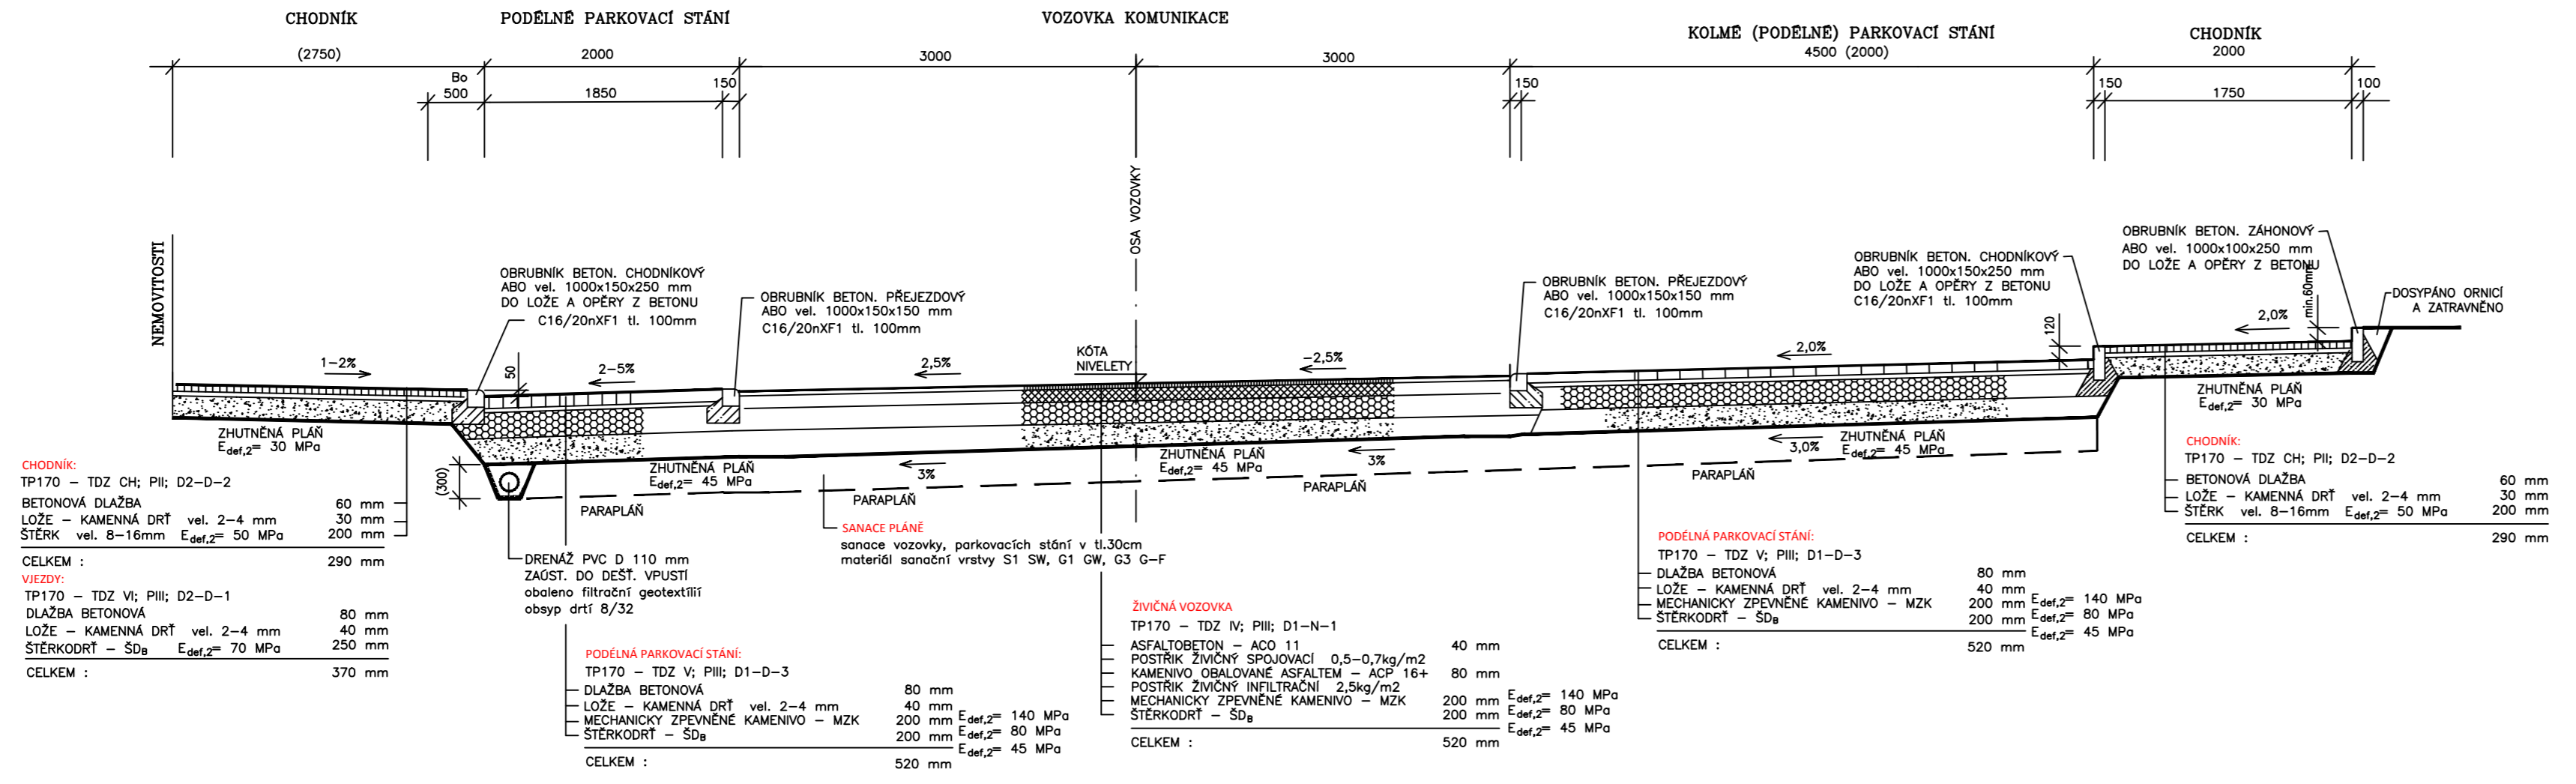 CHODNÍK
PODÉLNÉ PARKOVACÍ STÁNÍ
VOZOVKA KOMUNIKACE
KOLMÉ (PODÉLNÉ) PARKOVACÍ STÁNÍ
CHODNÍK
(2750)
2000
3000
3000
4500 (2000)
2000
Bo
500
1850
150
150
150
1750
100
NEMOVITOSTI
OSA VOZOVKY
OBRUBNÍK BETON. CHODNÍKOVÝ
ABO vel. 1000x150x250 mm
DO LOŽE A OPĚRY Z BETONU
C16/20nXF1 tl. 100mm
OBRUBNÍK BETON. PŘEJEZDOVÝ
ABO vel. 1000x150x150 mm
C16/20nXF1 tl. 100mm
KÓTA
NIVELETY
OBRUBNÍK BETON. PŘEJEZDOVÝ
ABO vel. 1000x150x150 mm
C16/20nXF1 tl. 100mm
OBRUBNÍK BETON. CHODNÍKOVÝ
ABO vel. 1000x150x250 mm
DO LOŽE A OPĚRY Z BETONU
C16/20nXF1 tl. 100mm
OBRUBNÍK BETON. ZÁHONOVÝ
ABO vel. 1000x100x250 mm
DO LOŽE A OPĚRY Z BETONU
min.60mm
DOSYPÁNO ORNICÍ
A ZATRAVNĚNO
1-2%
50
2-5%
2,5%
-2,5%
2,0%
120
2,0%
ZHUTNĚNÁ PLÁŇ
Edef,2= 30 MPa
(300)
ZHUTNĚNÁ PLÁŇ
Edef,2= 45 MPa
3%
ZHUTNĚNÁ PLÁŇ
Edef,2= 45 MPa
3%
3,0%
ZHUTNĚNÁ PLÁŇ
Edef,2= 45 MPa
ZHUTNĚNÁ PLÁŇ
Edef,2= 30 MPa
PARAPLÁŇ
PARAPLÁŇ
PARAPLÁŇ
PARAPLÁŇ
CHODNÍK:
TP170 - TDZ CH; PII; D2-D-2
BETONOVÁ DLAŽBA 60 mm
LOŽE - KAMENNÁ DRŤ vel. 2-4 mm 30 mm
ŠTĚRK vel. 8-16mm Edef,2= 50 MPa 200 mm
CELKEM : 290 mm
VJEZDY:
TP170 - TDZ VI; PIII; D2-D-1
DLAŽBA BETONOVÁ 80 mm
LOŽE - KAMENNÁ DRŤ vel. 2-4 mm 40 mm
ŠTĚRKODRŤ - ŠDB Edef,2= 70 MPa 250 mm
CELKEM : 370 mm
DRENÁŽ PVC D 110 mm
ZAÚST. DO DEŠŤ. VPUSTÍ
obaleno filtrační geotextílií
obsyp drtí 8/32
PODÉLNÁ PARKOVACÍ STÁNÍ:
TP170 - TDZ V; PIII; D1-D-3
DLAŽBA BETONOVÁ 80 mm
LOŽE - KAMENNÁ DRŤ vel. 2-4 mm 40 mm
MECHANICKY ZPEVNĚNÉ KAMENIVO - MZK 200 mm Edef,2= 140 MPa
ŠTĚRKODRŤ - ŠDB 200 mm Edef,2= 80 MPa
Edef,2= 45 MPa
CELKEM : 520 mm
SANACE PLÁNĚ
sanace vozovky, parkovacích stání v tl.30cm
materiál sanační vrstvy S1 SW, G1 GW, G3 G-F
ŽIVIČNÁ VOZOVKA
TP170 - TDZ IV; PIII; D1-N-1
ASFALTOBETON - ACO 11 40 mm
POSTŘIK ŽIVIČNÝ SPOJOVACÍ 0,5-0,7kg/m2
KAMENIVO OBALOVANÉ ASFALTEM - ACP 16+ 80 mm
POSTŘIK ŽIVIČNÝ INFILTRAČNÍ 2,5kg/m2
MECHANICKY ZPEVNĚNÉ KAMENIVO - MZK 200 mm Edef,2= 140 MPa
ŠTĚRKODRŤ - ŠDB 200 mm Edef,2= 80 MPa
Edef,2= 45 MPa
CELKEM : 520 mm
PODÉLNÁ PARKOVACÍ STÁNÍ:
TP170 - TDZ V; PIII; D1-D-3
DLAŽBA BETONOVÁ 80 mm
LOŽE - KAMENNÁ DRŤ vel. 2-4 mm 40 mm
MECHANICKY ZPEVNĚNÉ KAMENIVO - MZK 200 mm Edef,2= 140 MPa
ŠTĚRKODRŤ - ŠDB 200 mm Edef,2= 80 MPa
Edef,2= 45 MPa
CELKEM : 520 mm
CHODNÍK:
TP170 - TDZ CH; PII; D2-D-2
BETONOVÁ DLAŽBA 60 mm
LOŽE - KAMENNÁ DRŤ vel. 2-4 mm 30 mm
ŠTĚRK vel. 8-16mm Edef,2= 50 MPa 200 mm
CELKEM : 290 mm